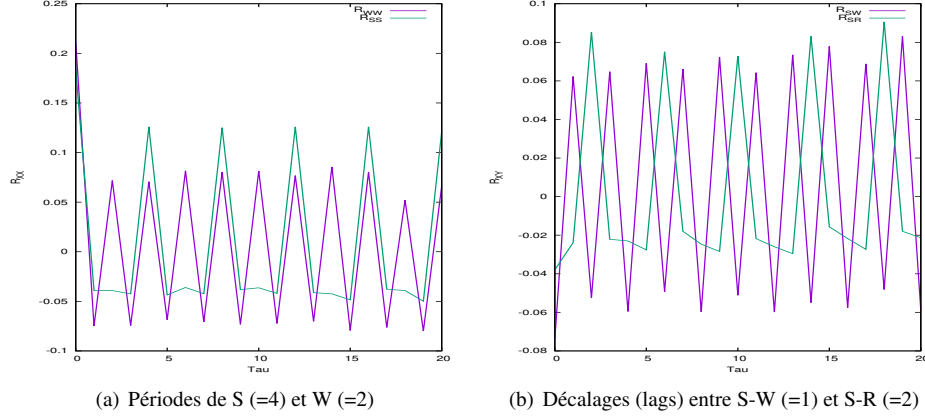 R_WW
R_SS
0.25
0.2
0.15
0.1
0.05
0
-0.05
-0.1
R_XX
0 5 10 15 20
Tau
(a) Périodes de S (=4) et W (=2)
R_SW
R_SR
0.1
0.08
0.06
0.04
0.02
0
-0.02
-0.04
-0.06
-0.08
R_XY
0 5 10 15 20
Tau
(b) Décalages (lags) entre S-W (=1) et S-R (=2)